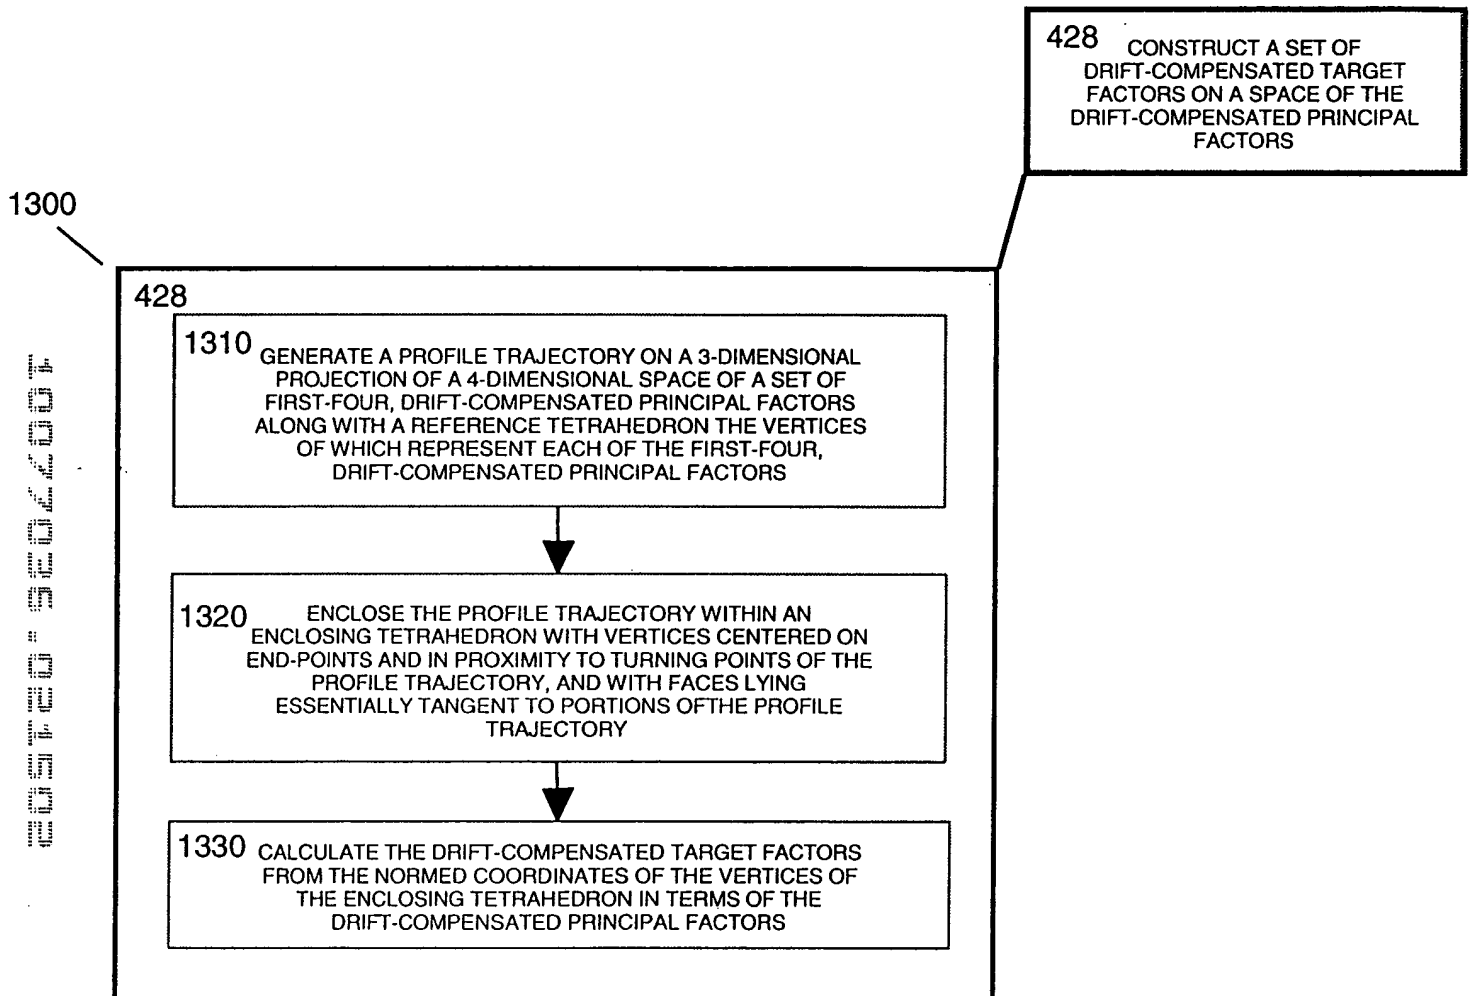 428 CONSTRUCT A SET OF
DRIFT-COMPENSATED TARGET
FACTORS ON A SPACE OF THE
DRIFT-COMPENSATED PRINCIPAL
FACTORS
1300
428
1310 GENERATE A PROFILE TRAJECTORY ON A 3-DIMENSIONAL
PROJECTION OF A 4-DIMENSIONAL SPACE OF A SET OF
FIRST-FOUR, DRIFT-COMPENSATED PRINCIPAL FACTORS
ALONG WITH A REFERENCE TETRAHEDRON THE VERTICES
OF WHICH REPRESENT EACH OF THE FIRST-FOUR,
DRIFT-COMPENSATED PRINCIPAL FACTORS
1320 ENCLOSE THE PROFILE TRAJECTORY WITHIN AN
ENCLOSING TETRAHEDRON WITH VERTICES CENTERED ON
END-POINTS AND IN PROXIMITY TO TURNING POINTS OF THE
PROFILE TRAJECTORY, AND WITH FACES LYING
ESSENTIALLY TANGENT TO PORTIONS OFTHE PROFILE
TRAJECTORY
1330 CALCULATE THE DRIFT-COMPENSATED TARGET FACTORS
FROM THE NORMED COORDINATES OF THE VERTICES OF
THE ENCLOSING TETRAHEDRON IN TERMS OF THE
DRIFT-COMPENSATED PRINCIPAL FACTORS